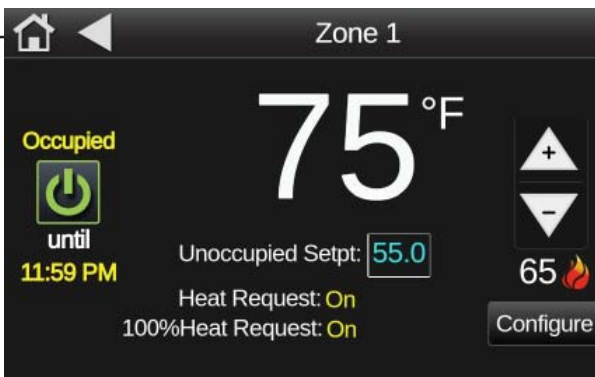 Zone 1
75 °F
Occupied
until
11:59 PM
Unoccupied Setpt: 55.0
Heat Request: On
100%Heat Request: On
+
-
65
Configure